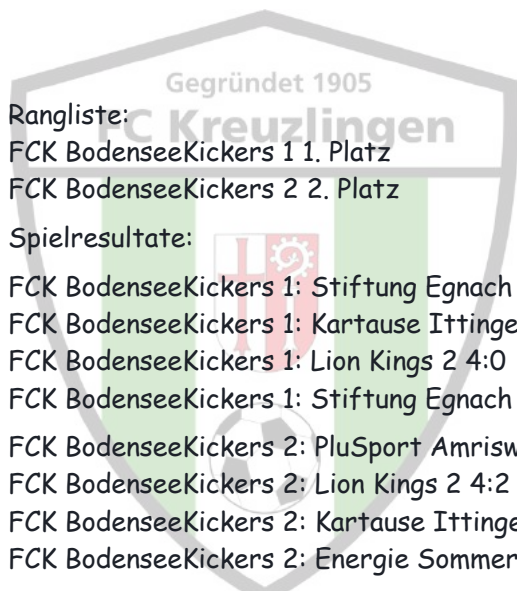 Gegründet 1905
FC Kreuzlingen
Rangliste:
FCK BodenseeKickers 1 1. Platz
FCK BodenseeKickers 2 2. Platz
Spielresultate:
FCK BodenseeKickers 1: Stiftung Egnach
FCK BodenseeKickers 1: Kartause Ittinge
FCK BodenseeKickers 1: Lion Kings 2 4:0
FCK BodenseeKickers 1: Stiftung Egnach
FCK BodenseeKickers 2: PluSport Amrisw
FCK BodenseeKickers 2: Lion Kings 2 4:2
FCK BodenseeKickers 2: Kartause Ittinge
FCK BodenseeKickers 2: Energie Sommer